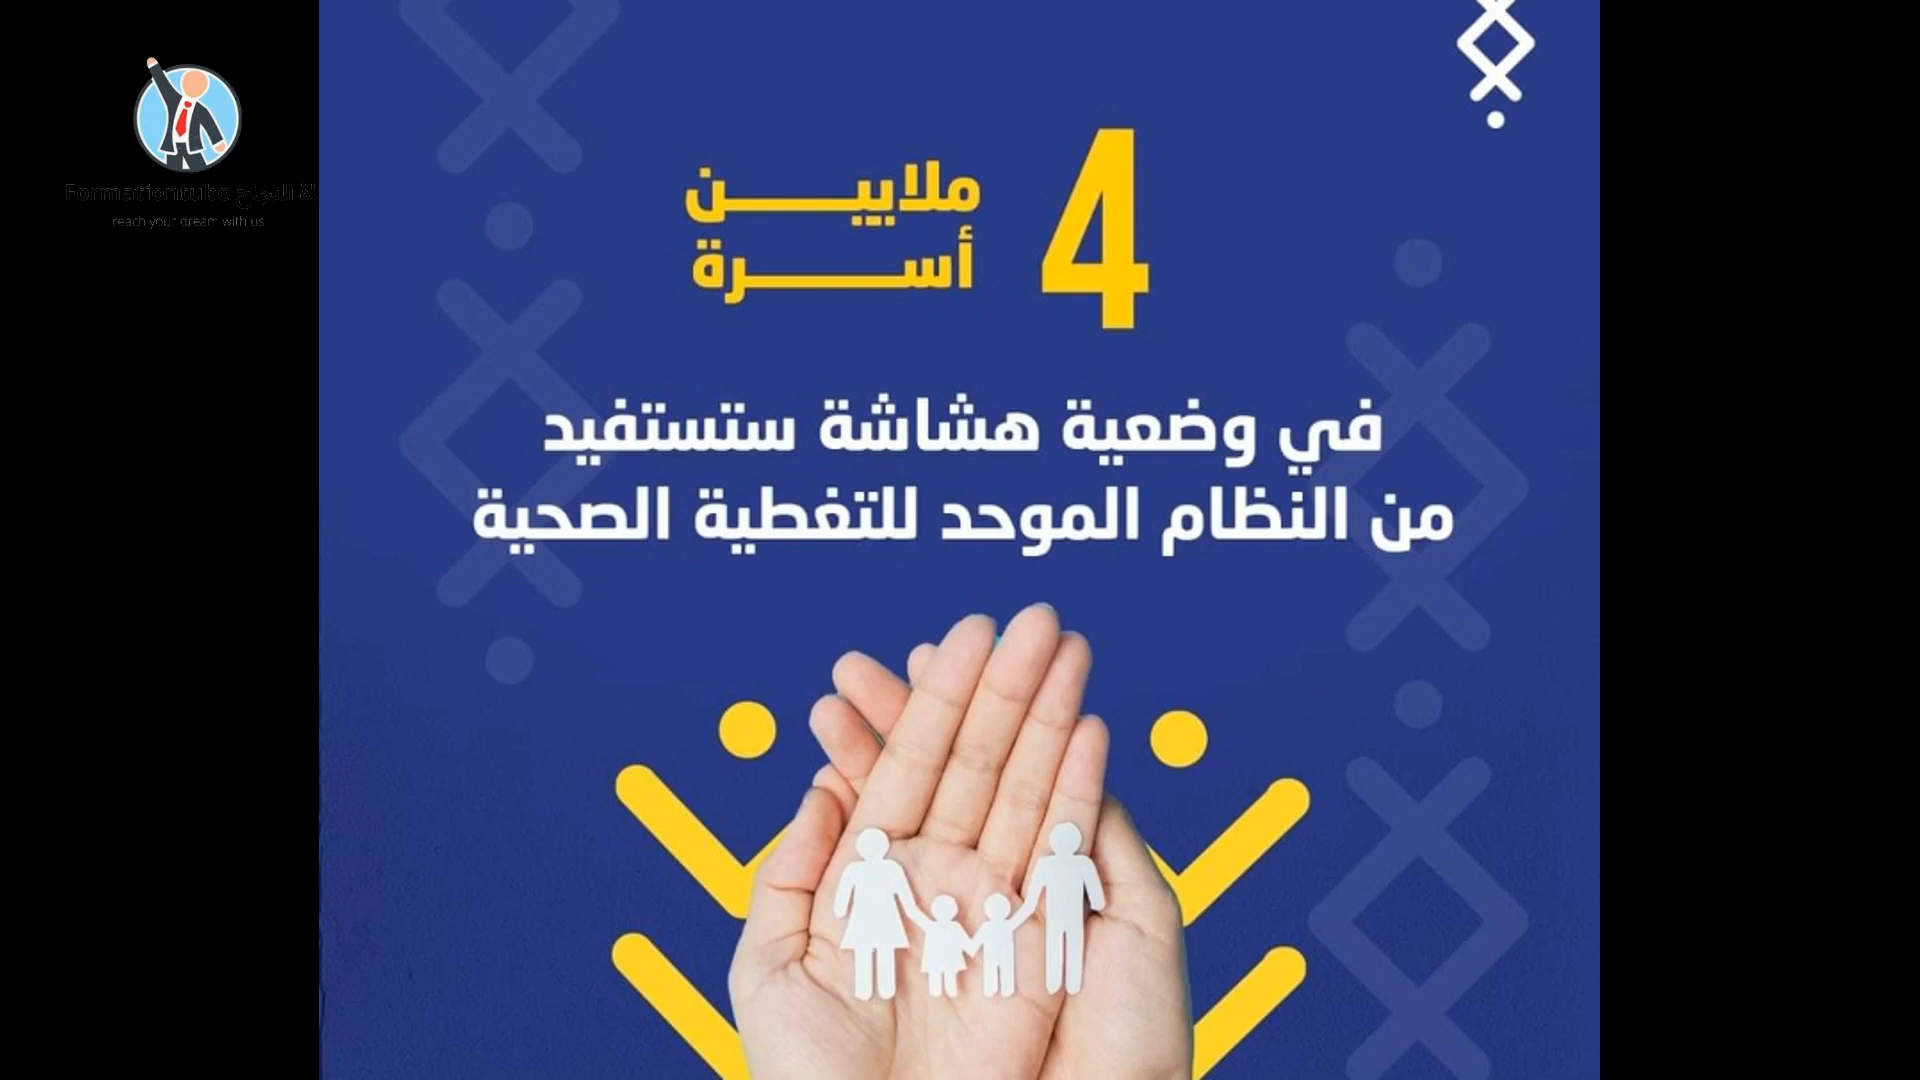 4
ملايين
أسرة
في وضعية هشاشة ستستفيد
من النظام الموحد للتغطية الصحية
Formationtube النجاح
reach your dream with us